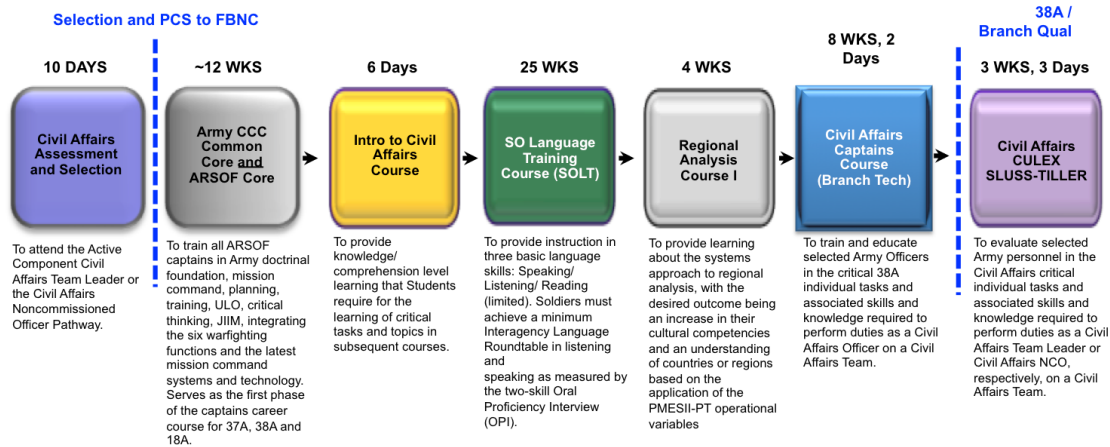 Selection and PCS to FBNC
38A /
Branch Qual
10 DAYS
~12 WKS
6 Days
25 WKS
4 WKS
8 WKS, 2
Days
3 WKS, 3 Days
Civil Affairs
Assessment
and Selection
Army CCC
Common
Core and
ARSOF Core
Intro to Civil
Affairs
Course
SO Language
Training
Course (SOLT)
Regional
Analysis
Course I
Civil Affairs
Captains
Course
(Branch Tech)
Civil Affairs
CULEX
SLUSS-TILLER
To attend the Active
Component Civil
Affairs Team Leader or
the Civil Affairs
Noncommissioned
Officer Pathway.
To train all ARSOF
captains in Army doctrinal
foundation, mission
command, planning,
training, ULO, critical
thinking, JIIM, integrating
the six warfighting
functions and the latest
mission command
systems and technology.
Serves as the first phase
of the captains career
course for 37A, 38A and
18A.
To provide
knowledge/
comprehension level
learning that Students
require for the
learning of critical
tasks and topics in
subsequent courses.
To provide instruction in
three basic language
skills: Speaking/
Listening/ Reading
(limited). Soldiers must
achieve a minimum
Interagency Language
Roundtable in listening
and
speaking as measured by
the two-skill Oral
Proficiency Interview
(OPI).
To provide learning
about the systems
approach to regional
analysis, with the
desired outcome being
an increase in their
cultural competencies
and an understanding
of countries or regions
based on the
application of the
PMESII-PT operational
variables
To train and educate
selected Army Officers
in the critical 38A
individual tasks and
associated skills and
knowledge required to
perform duties as a Civil
Affairs Officer on a Civil
Affairs Team.
To evaluate selected
Army personnel in the
Civil Affairs critical
individual tasks and
associated skills and
knowledge required to
perform duties as a Civil
Affairs Team Leader or
Civil Affairs NCO,
respectively, on a Civil
Affairs Team.